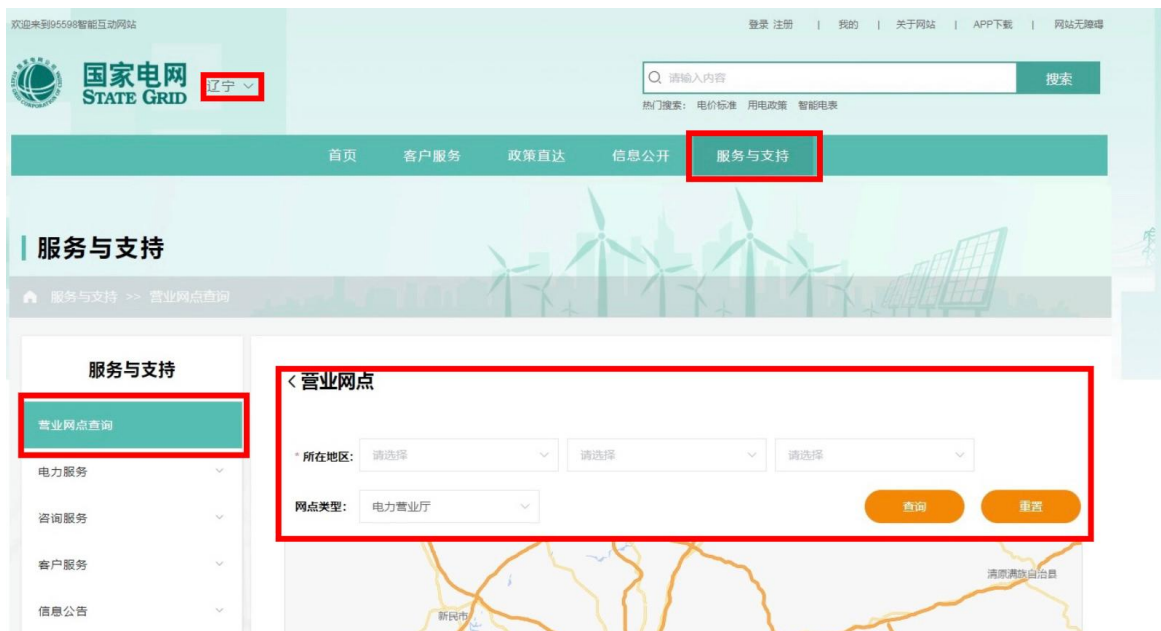 欢迎来到95598智能互动网站
登录 注册 | 我的 | 关于网站 | APP下载 | 网站无障碍
国家电网
STATE GRID
辽宁
请输入内容
搜索
热门搜索: 电价标准 用电政策 智能电表
首页 客户服务 政策直达 信息公开 服务与支持
服务与支持
服务与支持 >> 营业网点查询
服务与支持
营业网点查询
电力服务
咨询服务
客户服务
信息公告
营业网点
* 所在地区: 请选择 请选择 请选择
网点类型: 电力营业厅 查询 重置
清原满族自治县
新民市